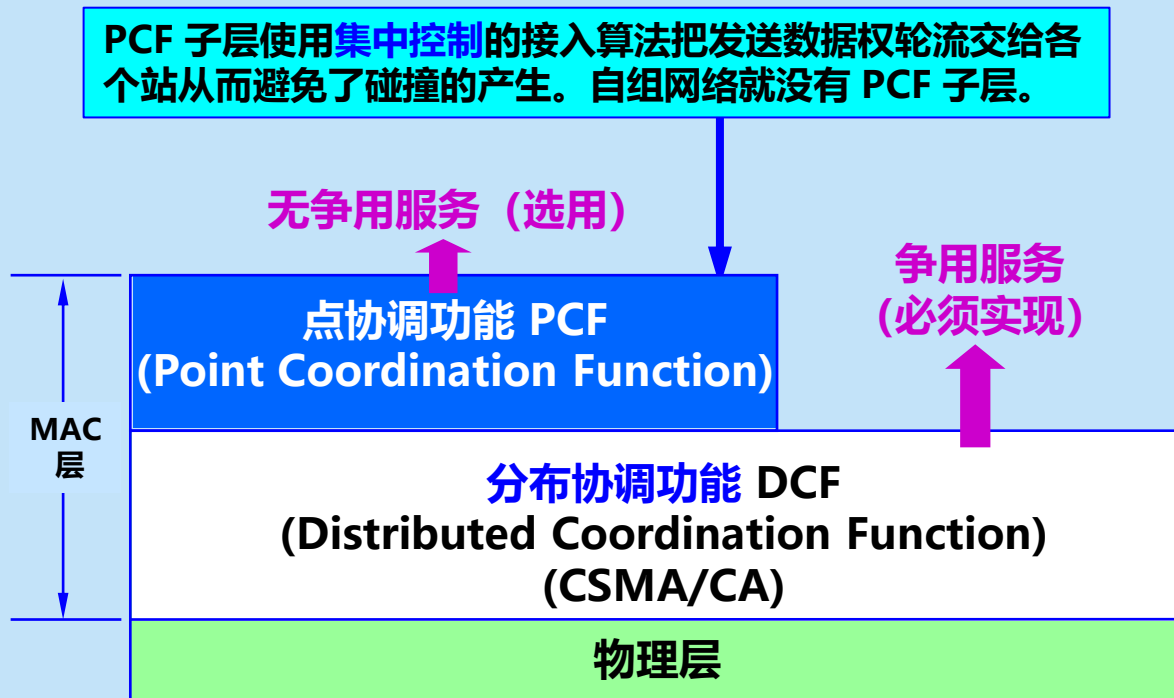 PCF 子层使用集中控制的接入算法把发送数据权轮流交给各
个站从而避免了碰撞的产生。自组网络就没有 PCF 子层。
无争用服务（选用）
争用服务
（必须实现）
点协调功能 PCF
(Point Coordination Function)
MAC
层
分布协调功能 DCF
(Distributed Coordination Function)
(CSMA/CA)
物理层